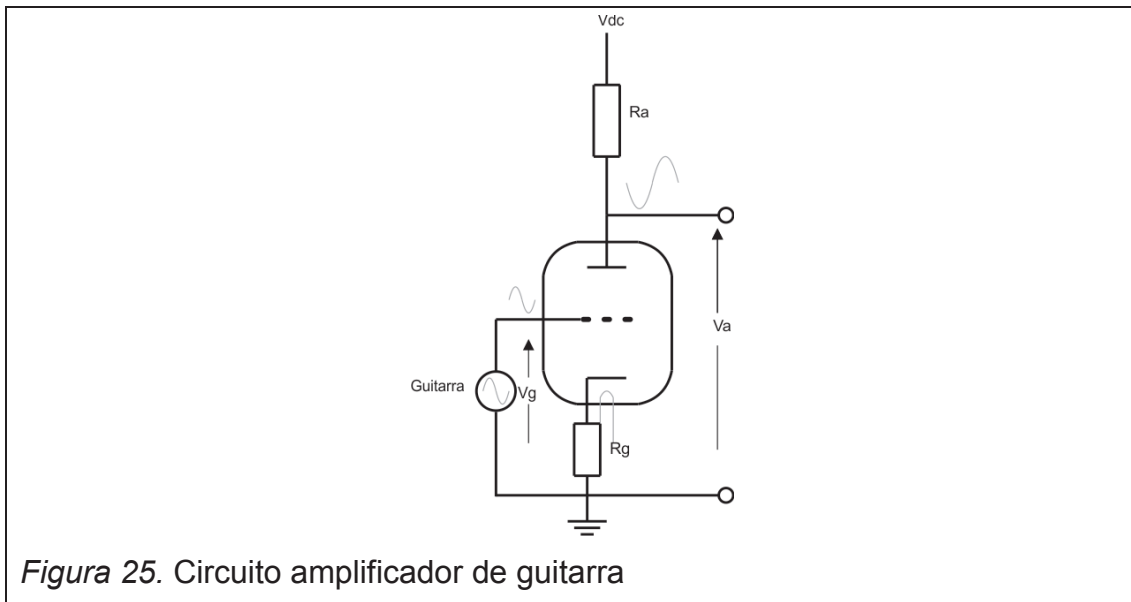 Vdc
Ra
Va
Guitarra
Vg
Rg
Figura 25. Circuito amplificador de guitarra